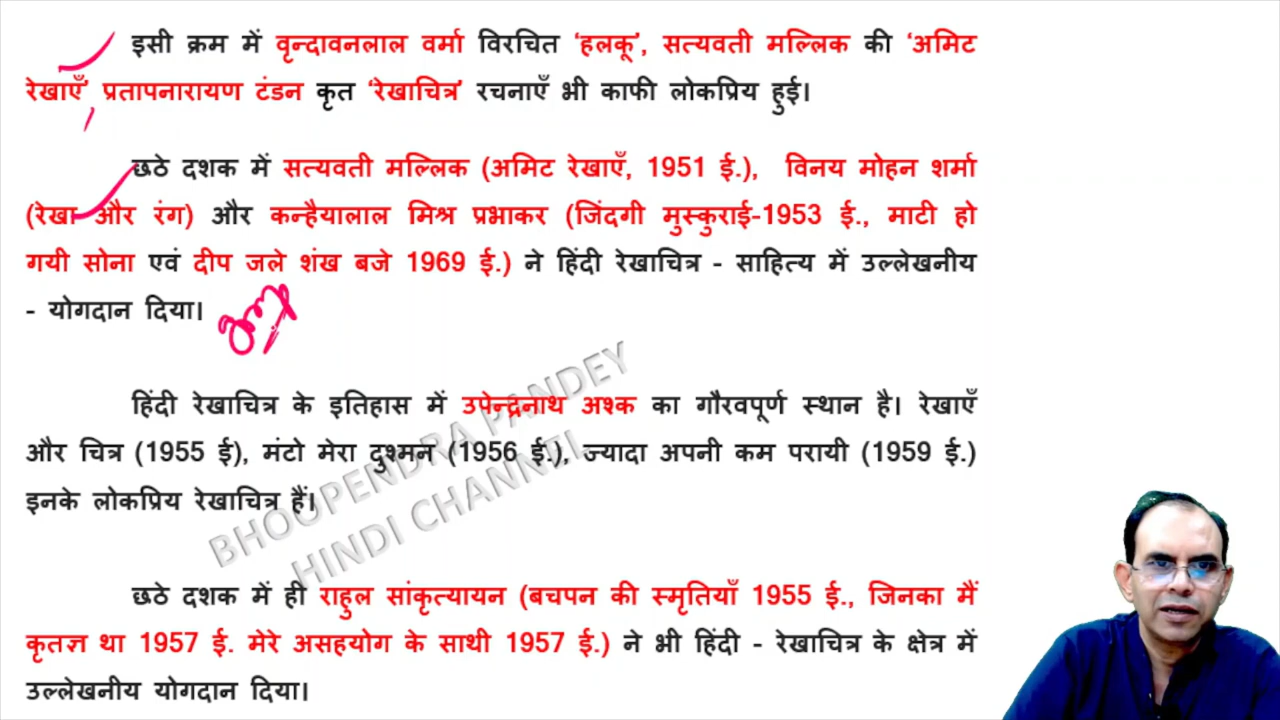 इसी क्रम में वृन्दावनलाल वर्मा विरचित ‘हलकू’, सत्यवती मल्लिक की ‘अमिट
रेखाएँ’ प्रतापनारायण टंडन कृत ‘रेखाचित्र’ रचनाएँ भी काफी लोकप्रिय हुई।
छठे दशक में सत्यवती मल्लिक (अमिट रेखाएँ, 1951 ई.), विनय मोहन शर्मा
(रेखा और रंग) और कन्हैयालाल मिश्र प्रभाकर (जिंदगी मुस्कुराई-1953 ई., माटी हो
गयी सोना एवं दीप जले शंख बजे 1969 ई.) ने हिंदी रेखाचित्र - साहित्य में उल्लेखनीय
- योगदान दिया।
हिंदी रेखाचित्र के इतिहास में उपेन्द्रनाथ अश्क का गौरवपूर्ण स्थान है। रेखाएँ
और चित्र (1955 ई), मंटो मेरा दुश्मन (1956 ई.), ज्यादा अपनी कम परायी (1959 ई.)
इनके लोकप्रिय रेखाचित्र हैं।
BHOOPENDRA PANDEY
HINDI CHANNEL
छठे दशक में ही राहुल सांकृत्यायन (बचपन की स्मृतियाँ 1955 ई., जिनका मैं
कृतज्ञ था 1957 ई. मेरे असहयोग के साथी 1957 ई.) ने भी हिंदी - रेखाचित्र के क्षेत्र में
उल्लेखनीय योगदान दिया।